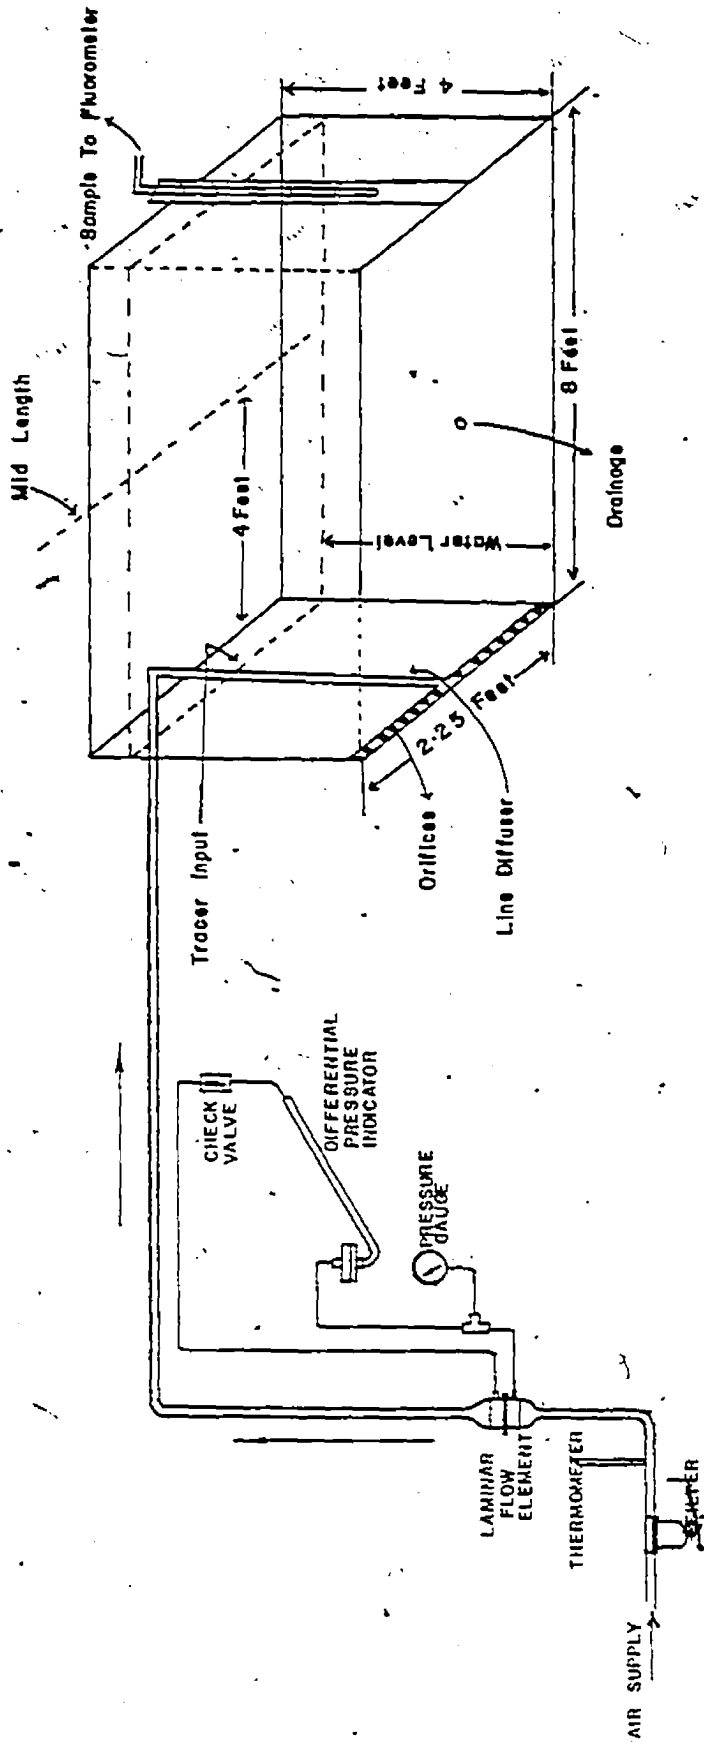 AIR SUPPLY
FILTER
THERMOMETER
LAMINAR
FLOW
ELEMENT
PRESSURE
GAUGE
DIFFERENTIAL
PRESSURE
INDICATOR
CHECK
VALVE
Tracer Input
Orifices
Line Diffuser
2.25 Feet
Water Level
4 Feet
Mid Length
Drainage
8 Feet
4 Feet
Sample To Fluorometer